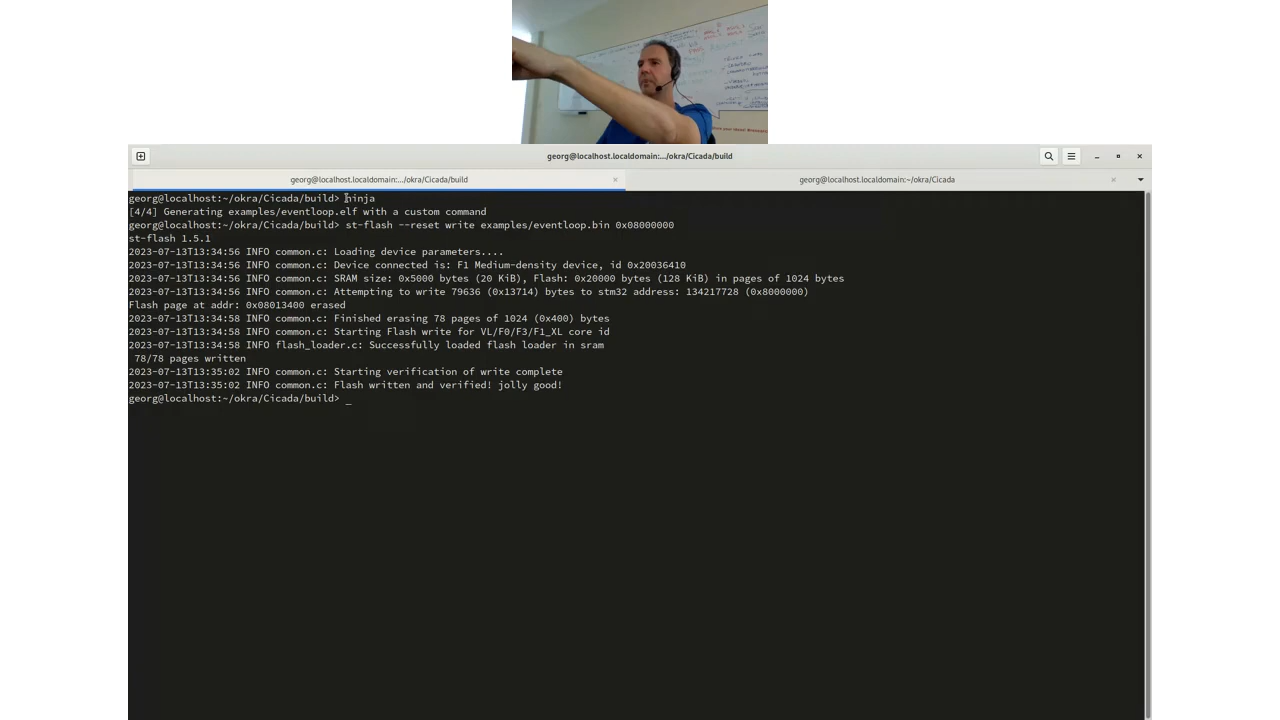 georg@localhost.localdomain:.../okra/Cicada/build
georg@localhost.localdomain:.../okra/Cicada/build
georg@localhost.localdomain:~/okra/Cicada
georg@localhost:~/okra/Cicada/build> ninja
[4/4] Generating examples/eventloop.elf with a custom command
georg@localhost:~/okra/Cicada/build> st-flash --reset write examples/eventloop.bin 0x08000000
st-flash 1.5.1
2023-07-13T13:34:56 INFO common.c: Loading device parameters....
2023-07-13T13:34:56 INFO common.c: Device connected is: F1 Medium-density device, id 0x20036410
2023-07-13T13:34:56 INFO common.c: SRAM size: 0x5000 bytes (20 KiB), Flash: 0x20000 bytes (128 KiB) in pages of 1024 bytes
2023-07-13T13:34:56 INFO common.c: Attempting to write 79636 (0x13714) bytes to stm32 address: 134217728 (0x8000000)
Flash page at addr: 0x08013400 erased
2023-07-13T13:34:58 INFO common.c: Finished erasing 78 pages of 1024 (0x400) bytes
2023-07-13T13:34:58 INFO common.c: Starting Flash write for VL/F0/F3/F1_XL core id
2023-07-13T13:34:58 INFO flash_loader.c: Successfully loaded flash loader in sram
78/78 pages written
2023-07-13T13:35:02 INFO common.c: Starting verification of write complete
2023-07-13T13:35:02 INFO common.c: Flash written and verified! jolly good!
georg@localhost:~/okra/Cicada/build> _